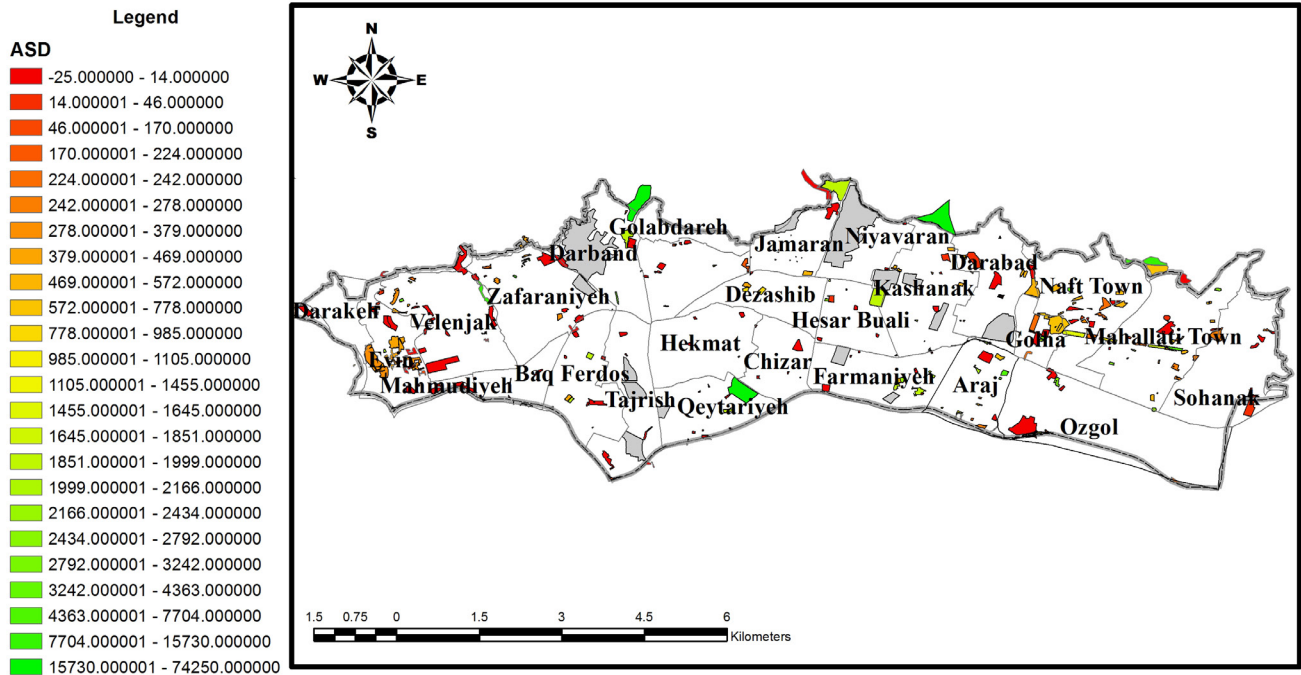 Legend
ASD
-25.000000 - 14.000000
14.000001 - 46.000000
46.000001 - 170.000000
170.000001 - 224.000000
224.000001 - 242.000000
242.000001 - 278.000000
278.000001 - 379.000000
379.000001 - 469.000000
469.000001 - 572.000000
572.000001 - 778.000000
778.000001 - 985.000000
985.000001 - 1105.000000
1105.000001 - 1455.000000
1455.000001 - 1645.000000
1645.000001 - 1851.000000
1851.000001 - 1999.000000
1999.000001 - 2166.000000
2166.000001 - 2434.000000
2434.000001 - 2792.000000
2792.000001 - 3242.000000
3242.000001 - 4363.000000
4363.000001 - 7704.000000
7704.000001 - 15730.000000
15730.000001 - 74250.000000
N
W E
S
Golabdareh
Jamaran
Niyavaran
Darband
Darabad
Zafaraniyeh
Dezashib
Kashanak
Naft Town
Darakeh
Velenjak
Hesar Buali
Hekmat
Golha
Mahallati Town
Evin
Chizar
Mahmudiyeh
Baq Ferdos
Farmaniyeh
Araj
Tajrish
Qeytariyeh
Sohanak
Ozgol
1.5 0.75 0 1.5 3 4.5 6
Kilometers